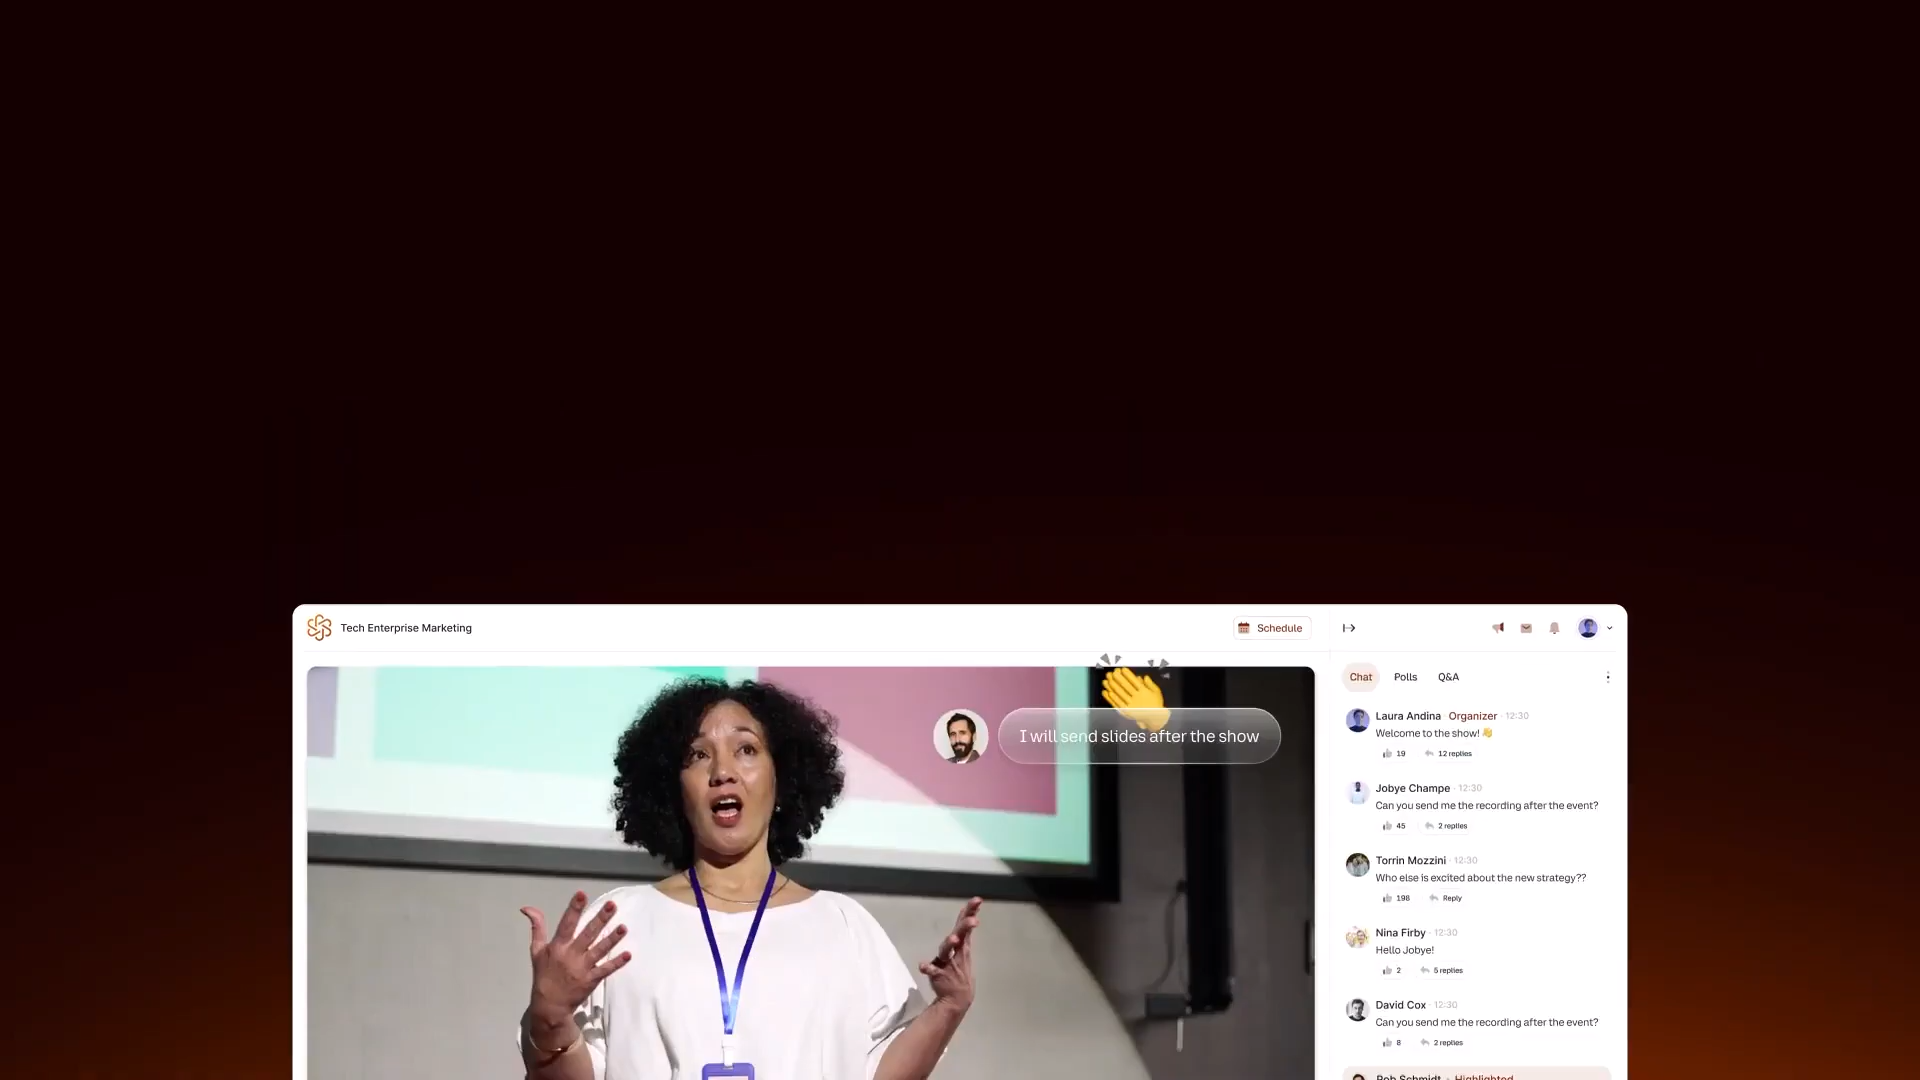 Tech Enterprise Marketing
Schedule
I will send slides after the show
Chat
Polls
Q&A
Laura Andina · Organizer · 12:30
Welcome to the show! 👋
19
12 replies
Jobye Champe · 12:30
Can you send me the recording after the event?
45
2 replies
Torrin Mozzini · 12:30
Who else is excited about the new strategy??
198
Reply
Nina Firby · 12:30
Hello Jobye!
2
5 replies
David Cox · 12:30
Can you send me the recording after the event?
8
2 replies
Rob Schmidt · Highlighted